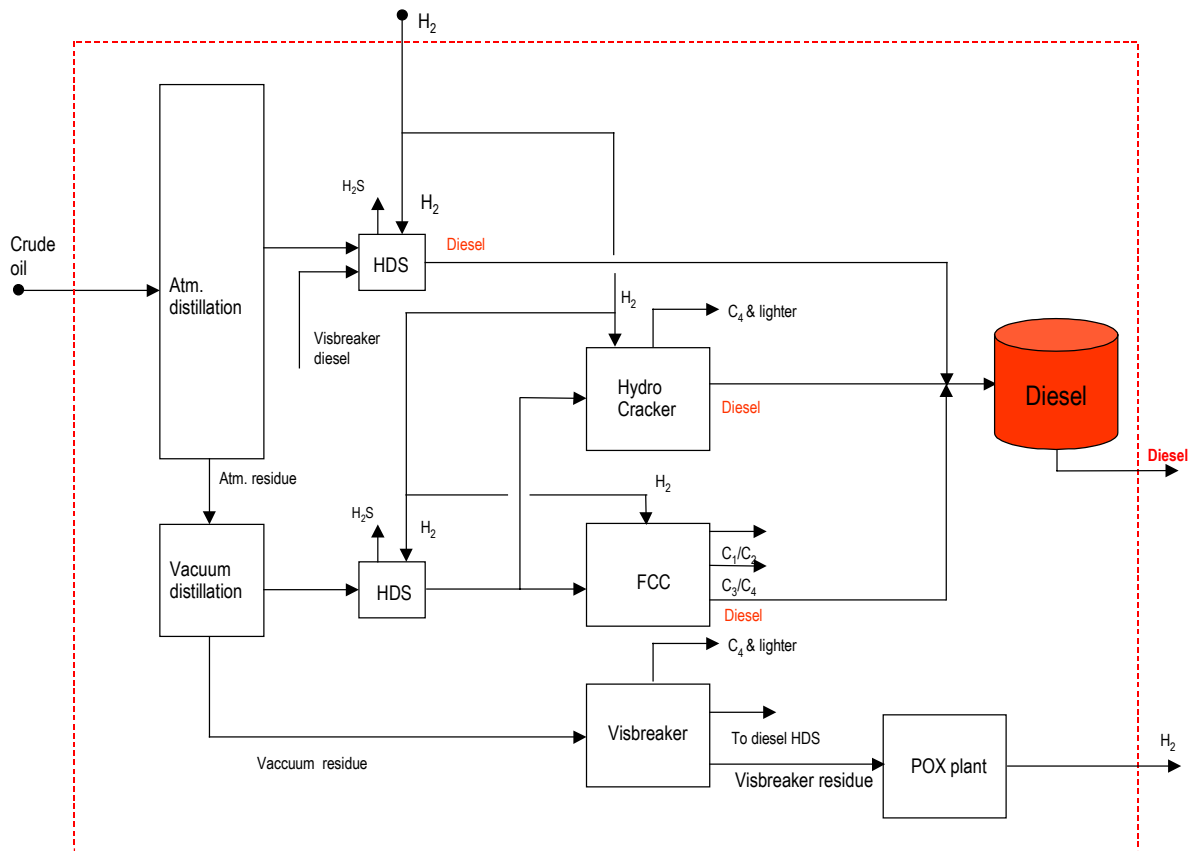 H₂
H₂S
H₂
Diesel
Crude
oil
HDS
Atm.
distillation
H₂
C₄ & lighter
Visbreaker
diesel
Hydro
Cracker
Diesel
Diesel
Diesel
Atm. residue
H₂
H₂S
H₂
Vacuum
distillation
HDS
FCC
C₁/C₂
C₃/C₄
Diesel
C₄ & lighter
Visbreaker
To diesel HDS
H₂
Vaccuum residue
Visbreaker residue
POX plant